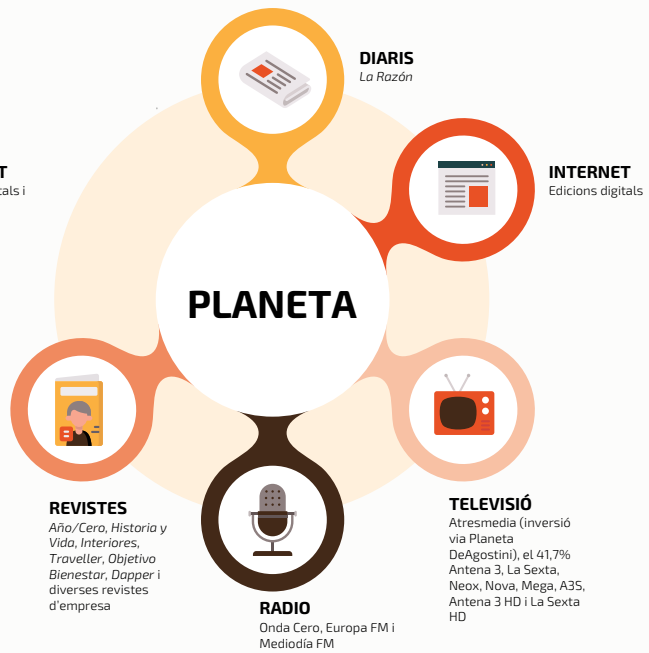 DIARIS
La Razón
T
tals i
INTERNET
Edicions digitals
PLANETA
REVISTES
Año/Cero, Historia y
Vida, Interiores,
Traveller, Objetivo
Bienestar, Dapper i
diverses revistes
d'empresa
RADIO
Onda Cero, Europa FM i
Mediodía FM
TELEVISIÓ
Atresmedia (inversió
via Planeta
DeAgostini), el 41,7%
Antena 3, La Sexta,
Neox, Nova, Mega, A3S,
Antena 3 HD i La Sexta
HD